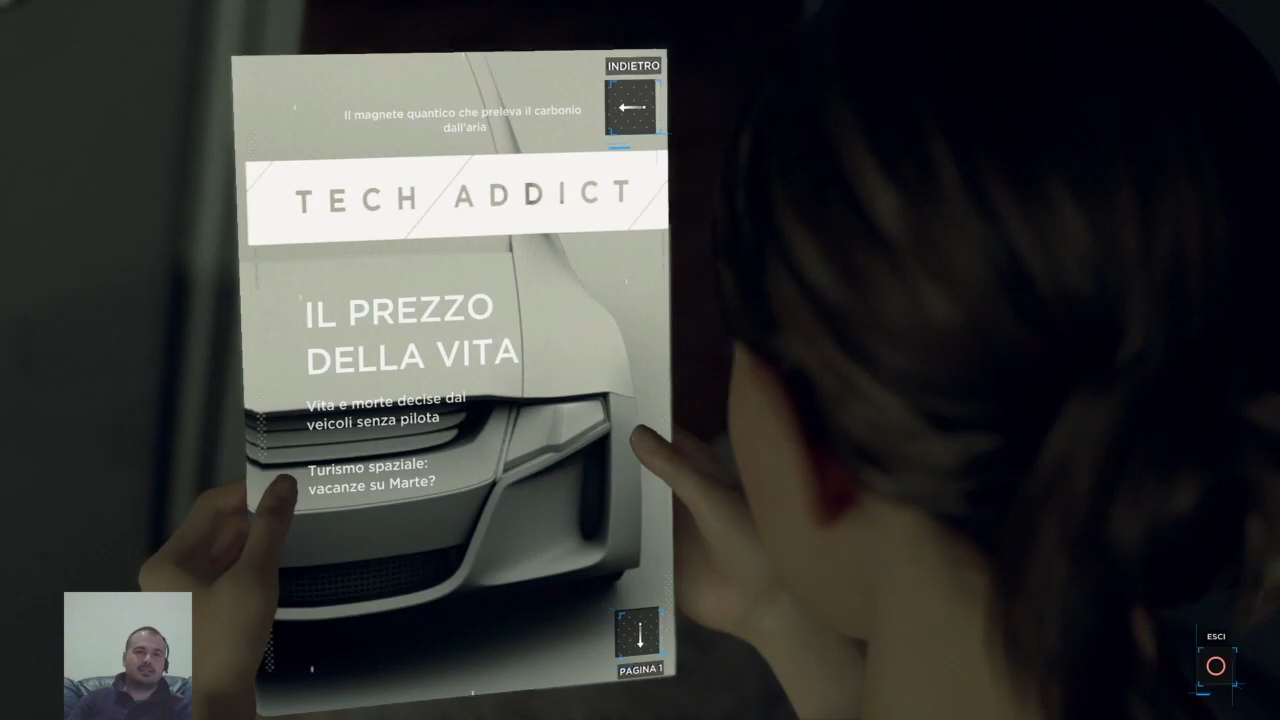 INDIETRO
Il magnete quantico che preleva il carbonio
dall'aria
TECH ADDICT
IL PREZZO
DELLA VITA
Vita e morte decise dai
veicoli senza pilota
Turismo spaziale:
vacanze su Marte?
PAGINA 1
ESCI